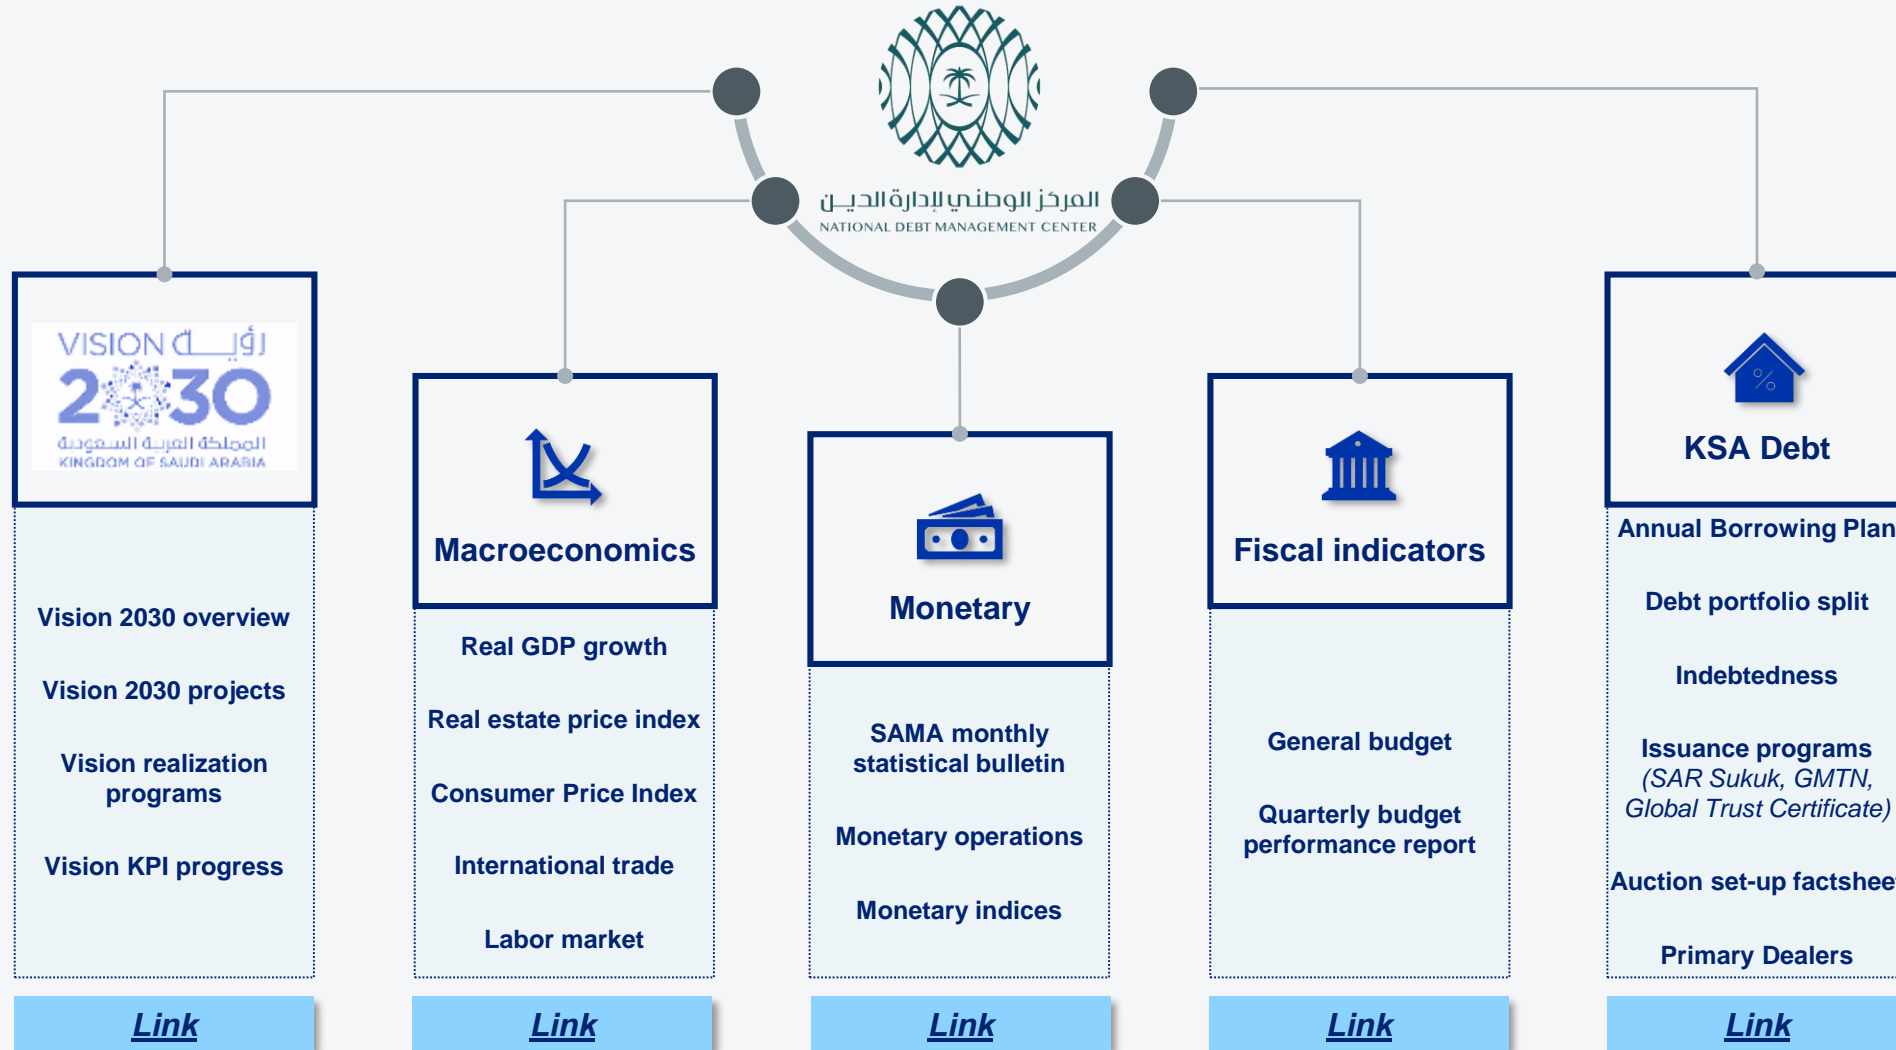 المركز الوطني لإدارة الديــن
NATIONAL DEBT MANAGEMENT CENTER
VISION رؤيــة
2030
المملكة العربية السعودية
KINGDOM OF SAUDI ARABIA
Vision 2030 overview
Vision 2030 projects
Vision realization
programs
Vision KPI progress
Link
Macroeconomics
Real GDP growth
Real estate price index
Consumer Price Index
International trade
Labor market
Link
Monetary
SAMA monthly
statistical bulletin
Monetary operations
Monetary indices
Link
Fiscal indicators
General budget
Quarterly budget
performance report
Link
%
KSA Debt
Annual Borrowing Plan
Debt portfolio split
Indebtedness
Issuance programs
(SAR Sukuk, GMTN,
Global Trust Certificate)
Auction set-up factsheet
Primary Dealers
Link